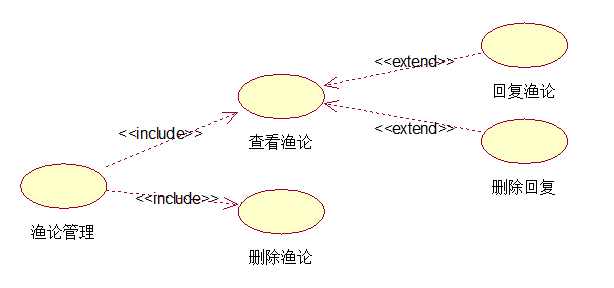 <<extend>>
回复渔论
<<include>>
查看渔论
<<extend>>
删除回复
<<include>>
渔论管理
删除渔论